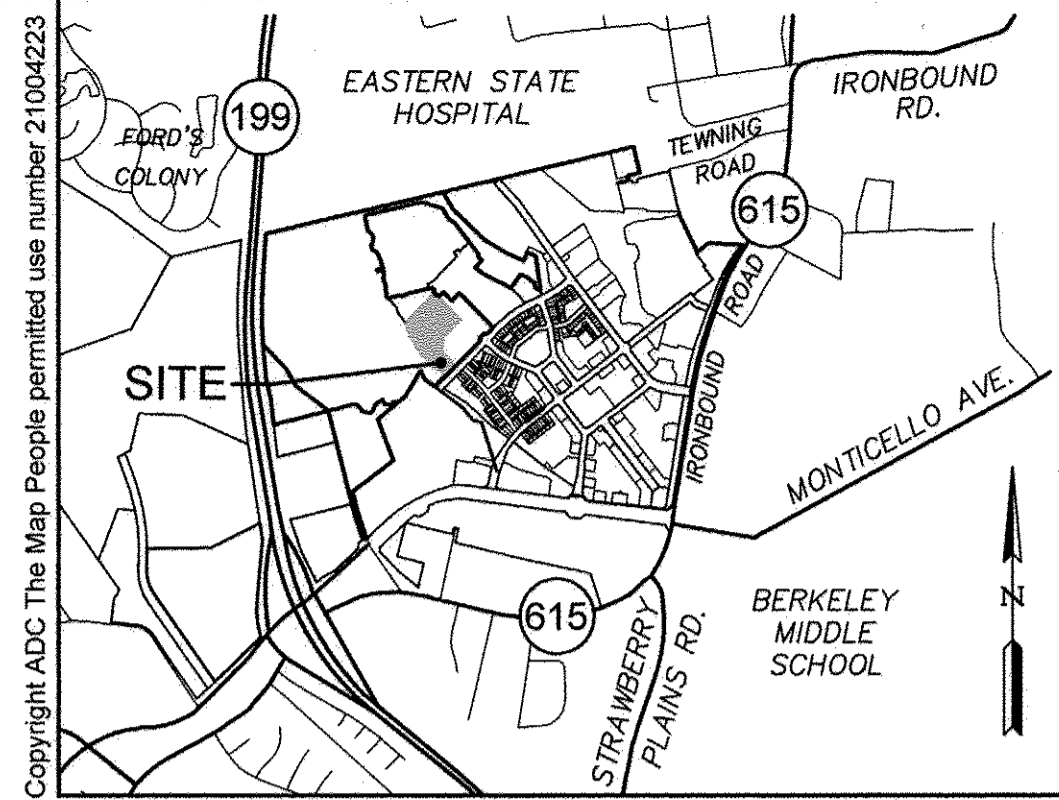 Copyright ADC The Map People permitted use number 21004223
EASTERN STATE
HOSPITAL
IRONBOUND
RD.
199
FORD'S
COLONY
TEWNING
ROAD
615
ROAD
SITE
IRONBOUND
MONTICELLO AVE.
615
STRAWBERRY
PLAINS RD.
BERKELEY
MIDDLE
SCHOOL
N